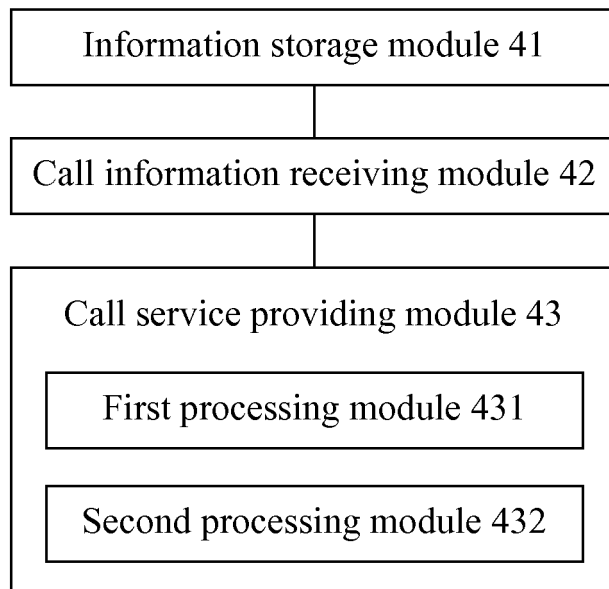 Information storage module 41
Call information receiving module 42
Call service providing module 43
First processing module 431
Second processing module 432